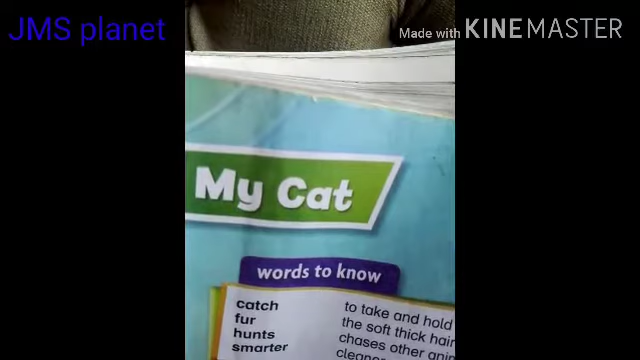 JMS planet
Made with KINEMASTER
My Cat
words to know
catch to take and hold
fur the soft thick hair
hunts chases other
smarter